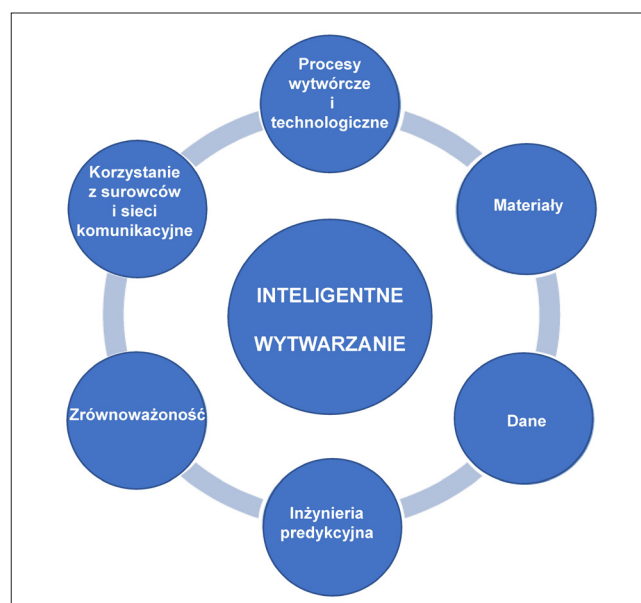 Procesy
wytwórcze
i
technologiczne
Korzystanie
z surowców
i sieci
komunikacyjne
Materiały
INTELIGENTNE
WYTWARZANIE
Zrównoważoność
Dane
Inżynieria
predykcyjna